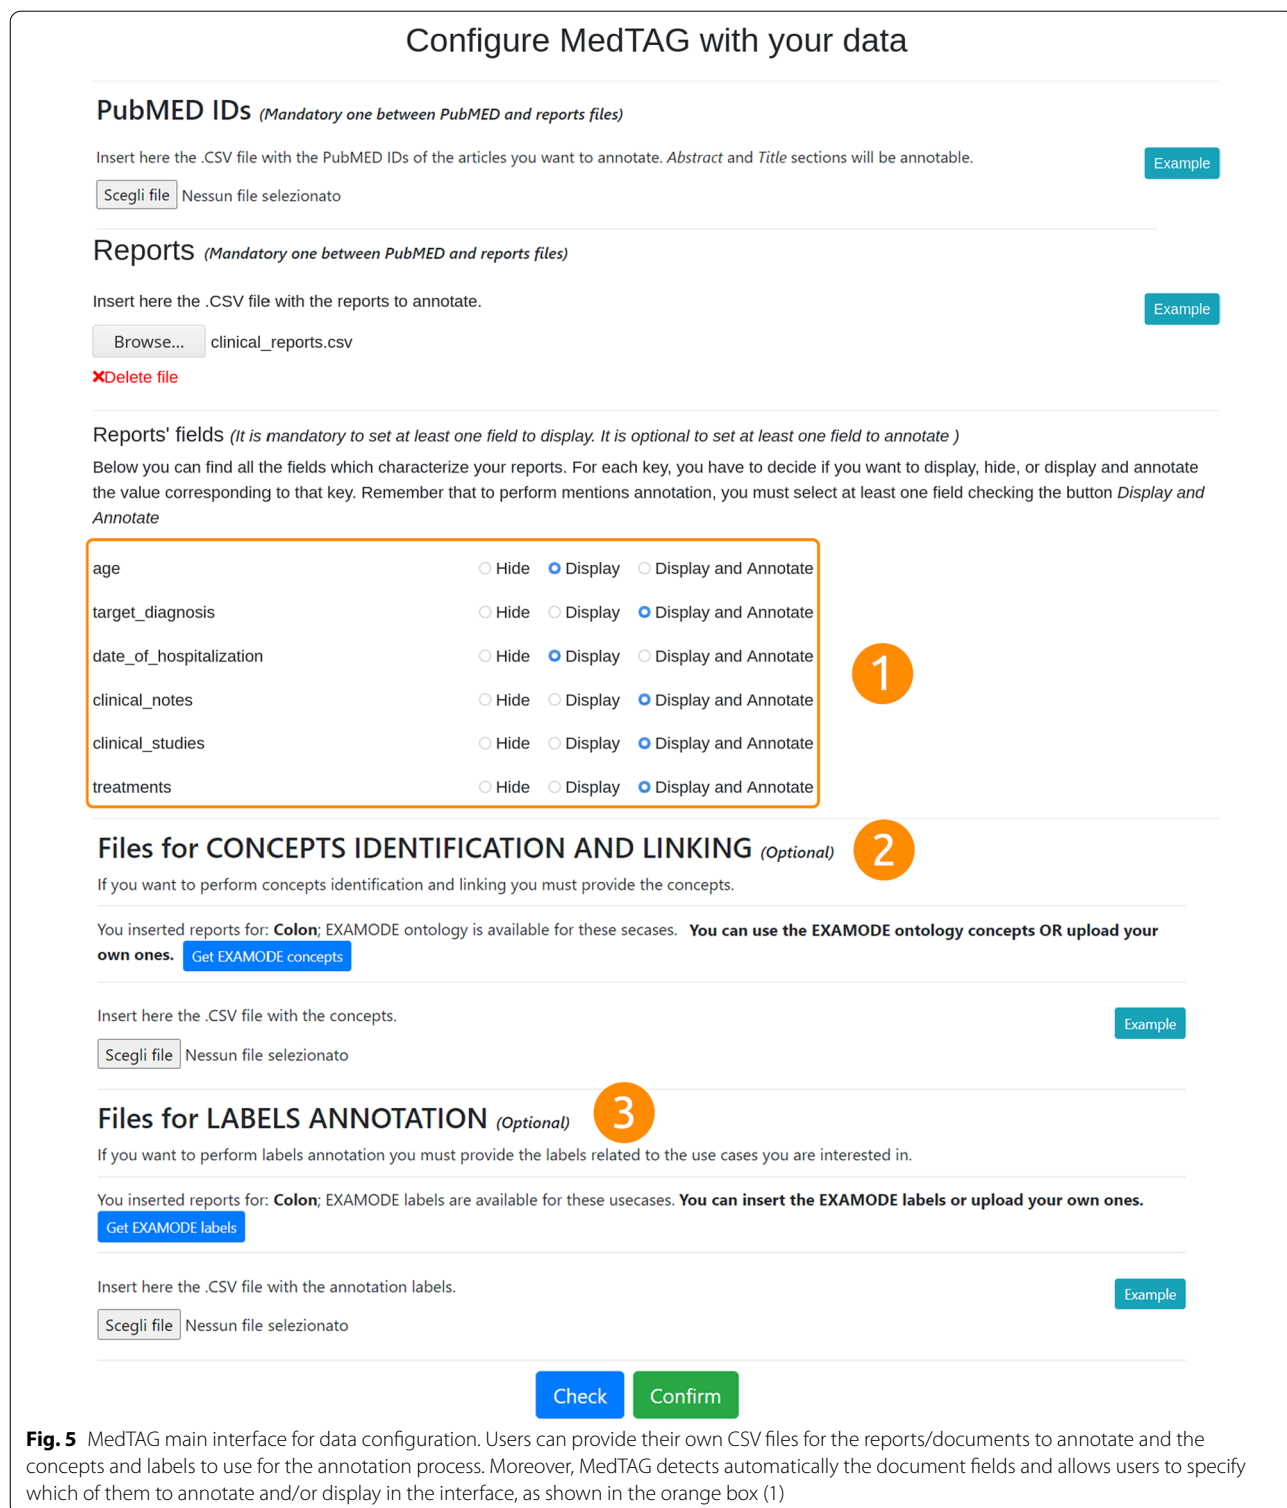 Configure MedTAG with your data
PubMED IDs (Mandatory one between PubMED and reports files)
Insert here the .CSV file with the PubMED IDs of the articles you want to annotate. Abstract and Title sections will be annotable.
Example
Scegli file Nessun file selezionato
Reports (Mandatory one between PubMED and reports files)
Insert here the .CSV file with the reports to annotate.
Example
Browse... clinical_reports.csv
×Delete file
Reports' fields (It is mandatory to set at least one field to display. It is optional to set at least one field to annotate )
Below you can find all the fields which characterize your reports. For each key, you have to decide if you want to display, hide, or display and annotate
the value corresponding to that key. Remember that to perform mentions annotation, you must select at least one field checking the button Display and
Annotate
age Hide Display Display and Annotate
target_diagnosis Hide Display Display and Annotate
date_of_hospitalization Hide Display Display and Annotate
1
clinical_notes Hide Display Display and Annotate
clinical_studies Hide Display Display and Annotate
treatments Hide Display Display and Annotate
Files for CONCEPTS IDENTIFICATION AND LINKING (Optional) 2
If you want to perform concepts identification and linking you must provide the concepts.
You inserted reports for: Colon; EXAMODE ontology is available for these secases. You can use the EXAMODE ontology concepts OR upload your
own ones. Get EXAMODE concepts
Insert here the .CSV file with the concepts.
Example
Scegli file Nessun file selezionato
Files for LABELS ANNOTATION (Optional) 3
If you want to perform labels annotation you must provide the labels related to the use cases you are interested in.
You inserted reports for: Colon; EXAMODE labels are available for these usecases. You can insert the EXAMODE labels or upload your own ones.
Get EXAMODE labels
Insert here the .CSV file with the annotation labels.
Example
Scegli file Nessun file selezionato
Check Confirm
Fig. 5 MedTAG main interface for data configuration. Users can provide their own CSV files for the reports/documents to annotate and the
concepts and labels to use for the annotation process. Moreover, MedTAG detects automatically the document fields and allows users to specify
which of them to annotate and/or display in the interface, as shown in the orange box (1)